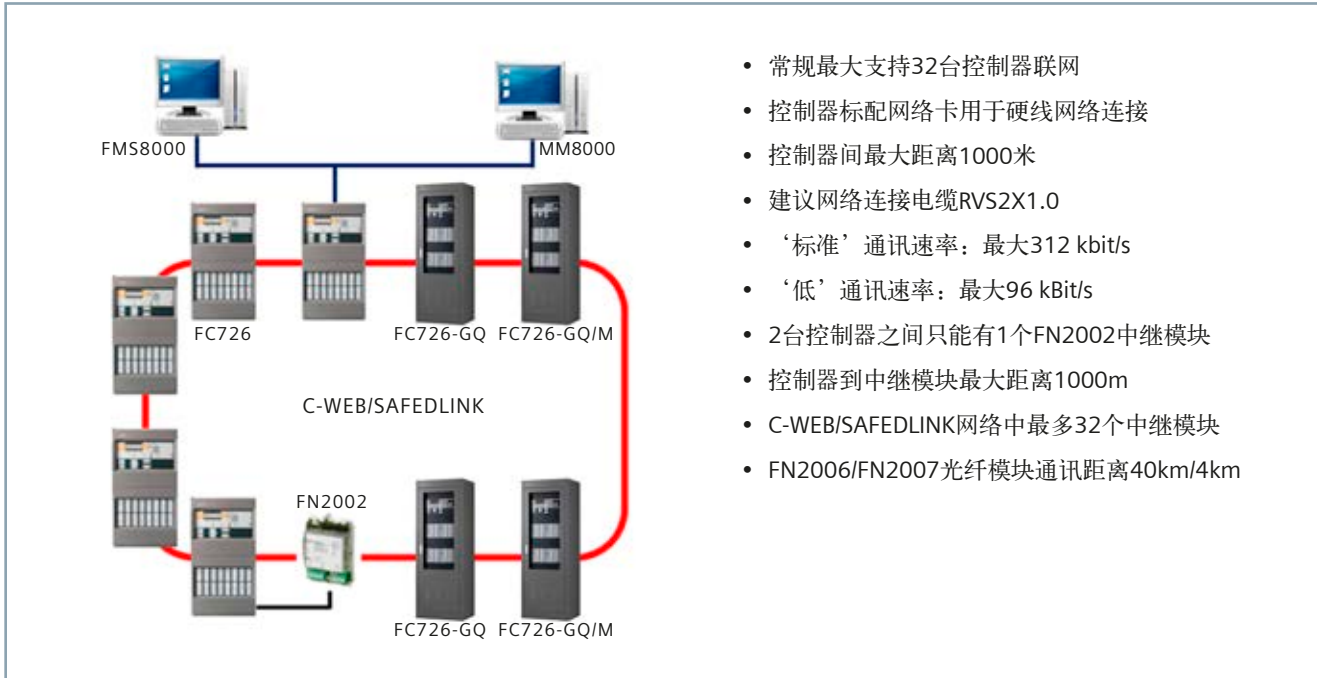 FMS8000
MM8000
FC726
FC726-GQ
FC726-GQ/M
C-WEB/SAFEDLINK
FN2002
FC726-GQ
FC726-GQ/M
• 常规最大支持32台控制器联网
• 控制器标配网络卡用于硬线网络连接
• 控制器间最大距离1000米
• 建议网络连接电缆RVS2X1.0
• ‘标准’通讯速率：最大312 kbit/s
• ‘低’通讯速率：最大96 kBit/s
• 2台控制器之间只能有1个FN2002中继模块
• 控制器到中继模块最大距离1000m
• C-WEB/SAFEDLINK网络中最多32个中继模块
• FN2006/FN2007光纤模块通讯距离40km/4km